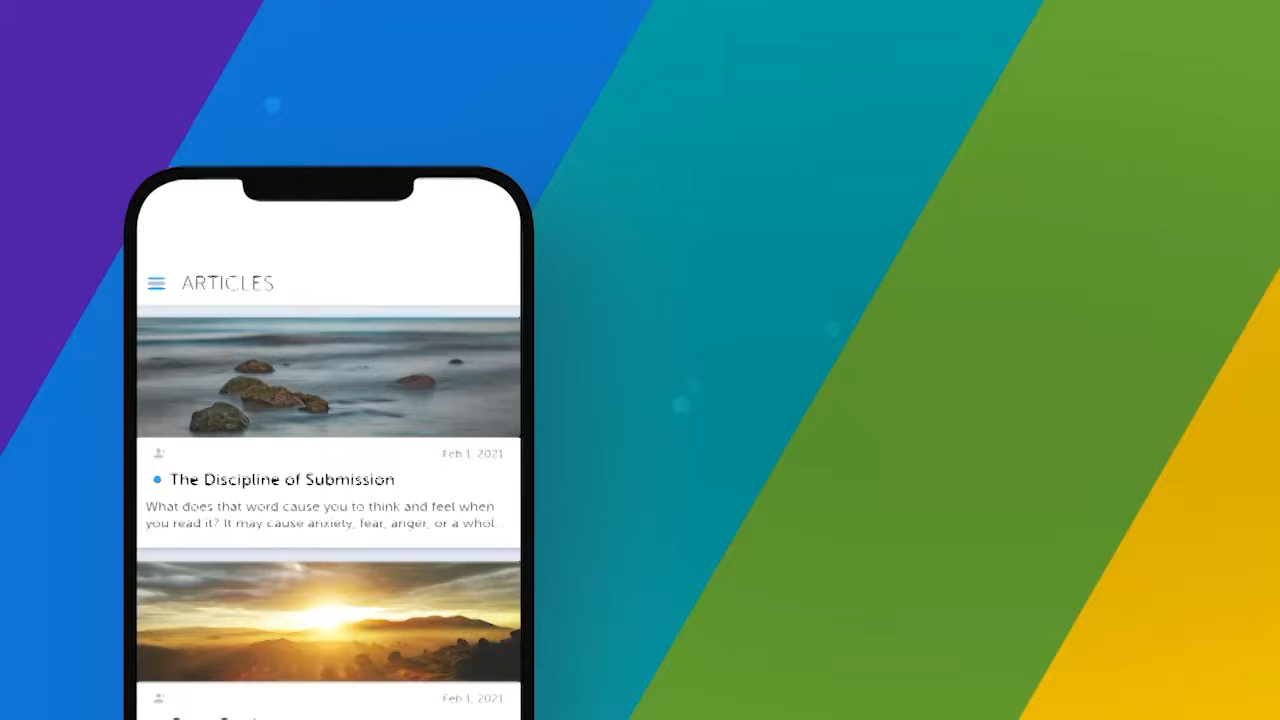 ARTICLES
Feb 1, 2021
The Discipline of Submission
What does that word cause you to think and feel when
you read it? It may cause anxiety, fear, anger, or a whol...
Feb 1, 2021